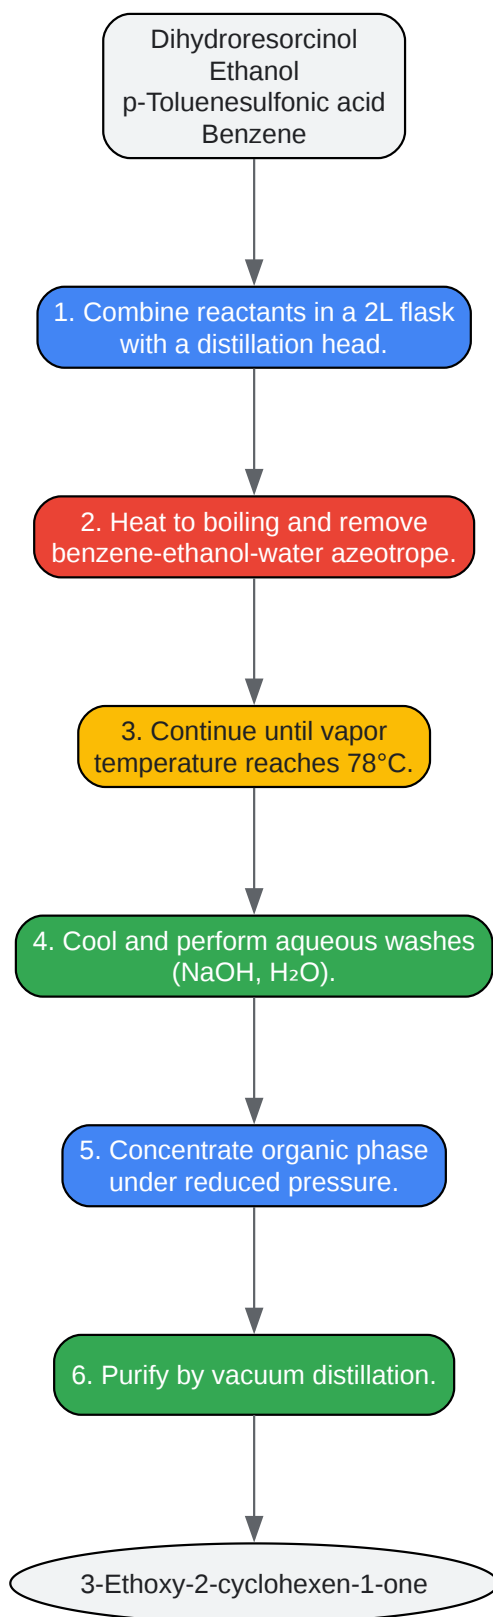 Dihydroresorcinol
Ethanol
p-Toluenesulfonic acid
Benzene
1. Combine reactants in a 2L flask
with a distillation head.
2. Heat to boiling and remove
benzene-ethanol-water azeotrope.
3. Continue until vapor
temperature reaches 78°C.
4. Cool and perform aqueous washes
(NaOH, H₂O).
5. Concentrate organic phase
under reduced pressure.
6. Purify by vacuum distillation.
3-Ethoxy-2-cyclohexen-1-one